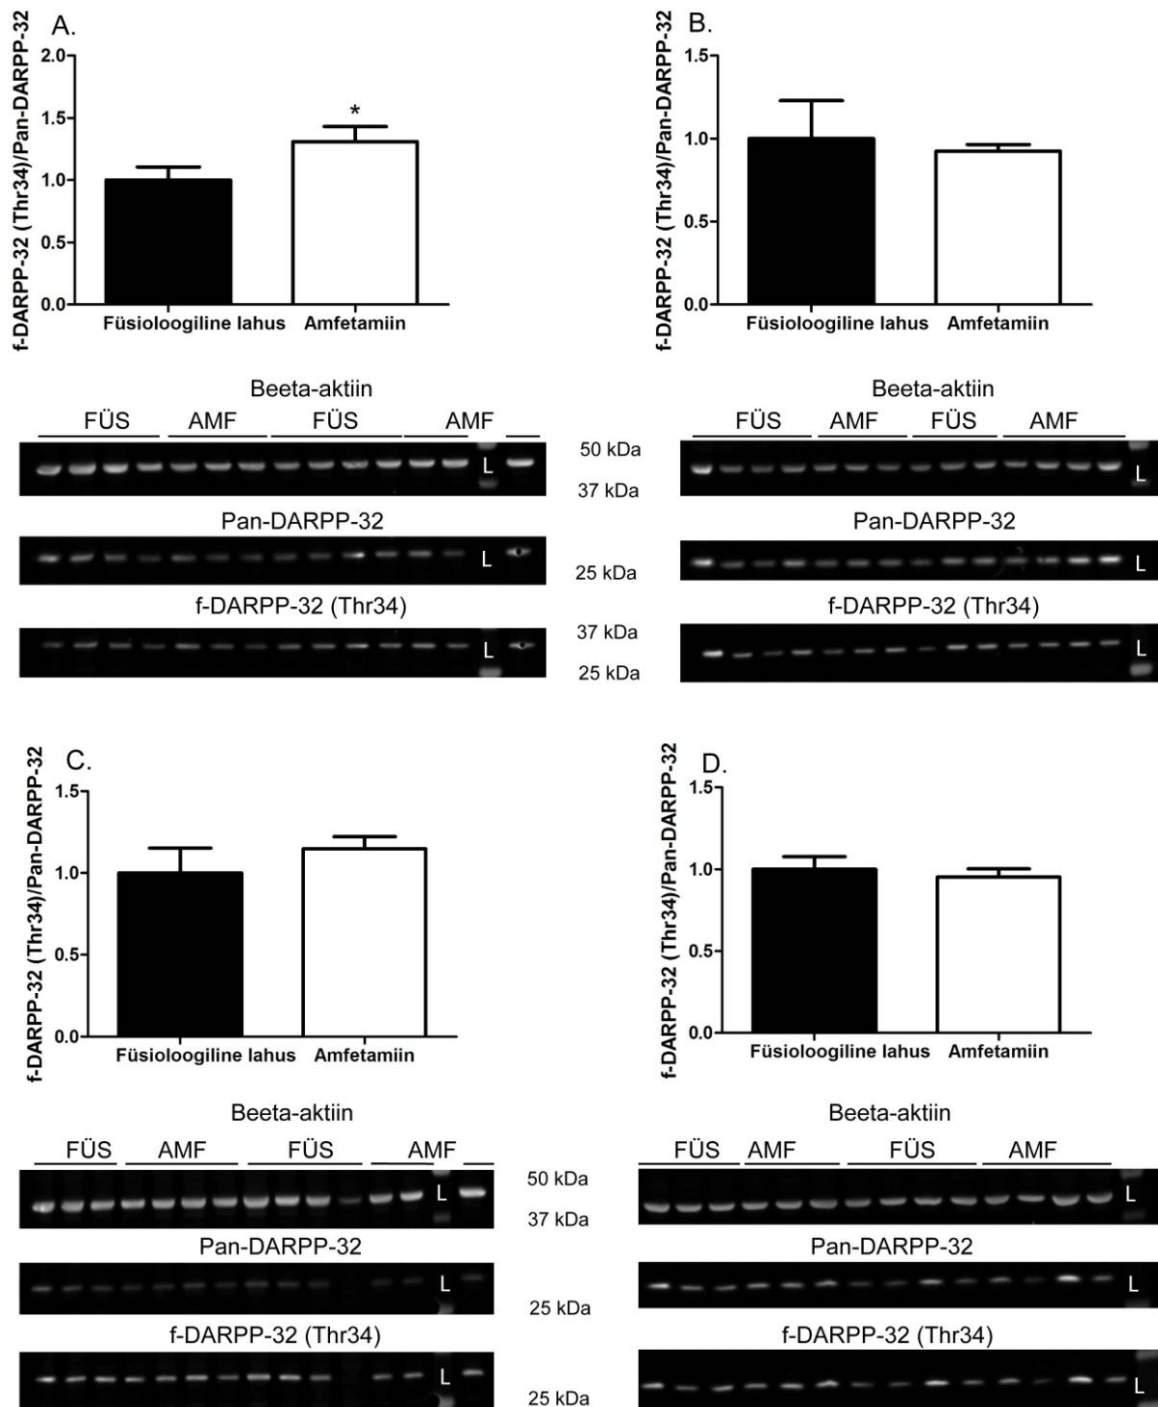 A.
f-DARPP-32 (Thr34)/Pan-DARPP-32
2.0
1.5
1.0
0.5
0.0
*
Füsioloogiline lahus Amfetamiin
Beeta-aktiin
FÜS AMF FÜS AMF
L
50 kDa
37 kDa
Pan-DARPP-32
L
25 kDa
f-DARPP-32 (Thr34)
L
37 kDa
25 kDa
B.
f-DARPP-32 (Thr34)/Pan-DARPP-32
1.5
1.0
0.5
0.0
Füsioloogiline lahus Amfetamiin
Beeta-aktiin
FÜS AMF FÜS AMF
L
Pan-DARPP-32
L
f-DARPP-32 (Thr34)
L
C.
f-DARPP-32 (Thr34)/Pan-DARPP-32
1.5
1.0
0.5
0.0
Füsioloogiline lahus Amfetamiin
Beeta-aktiin
FÜS AMF FÜS AMF
L
50 kDa
37 kDa
Pan-DARPP-32
L
25 kDa
f-DARPP-32 (Thr34)
L
25 kDa
D.
f-DARPP-32 (Thr34)/Pan-DARPP-32
1.5
1.0
0.5
0.0
Füsioloogiline lahus Amfetamiin
Beeta-aktiin
FÜS AMF FÜS AMF
L
Pan-DARPP-32
L
f-DARPP-32 (Thr34)
L